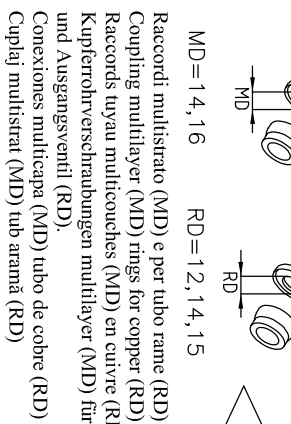 MD
RD
MD=14,16 RD=12,14,15
Raccordi multistrato (MD) e per tubo rame (RD)
Coupling multilayer (MD) rings for copper (RD)
Raccords tuyau multicouches (MD) en cuivre
Kupferrohrverschraubungen multilayer (MD) für
und Ausgangsventil (RD).
Conexiones multicapa (MD) tubo de cobre (RD)
Cuplaj multistrat (MD) tub aramă (RD)